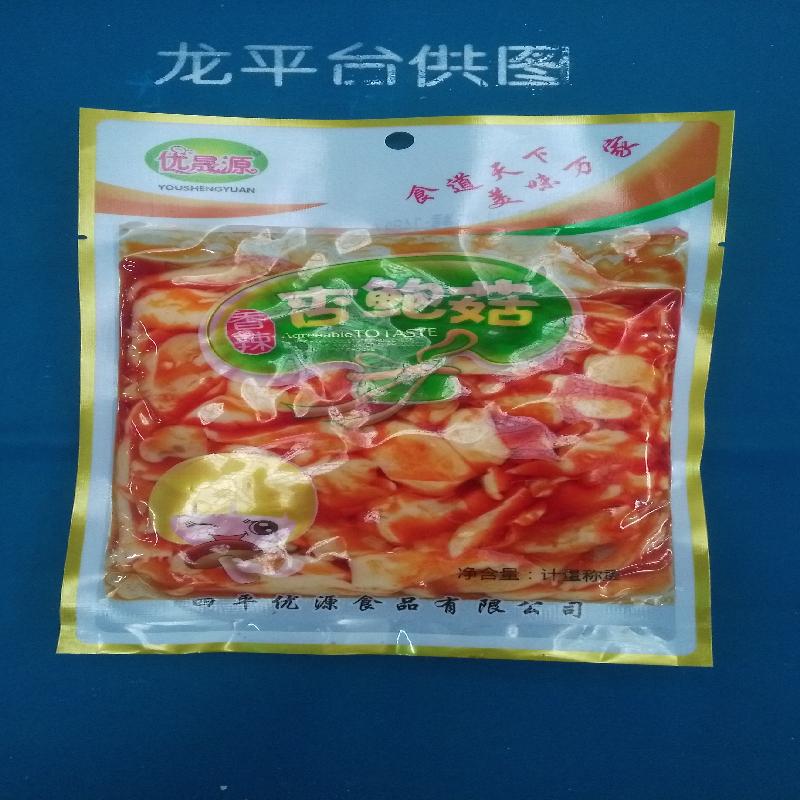 龙平台供图
优晟源
YOUSHENGYUAN
食道天下
美味万家
香辣
杏鲍菇
Agreeable TO TASTE
净含量：计量称重
四平优源食品有限公司